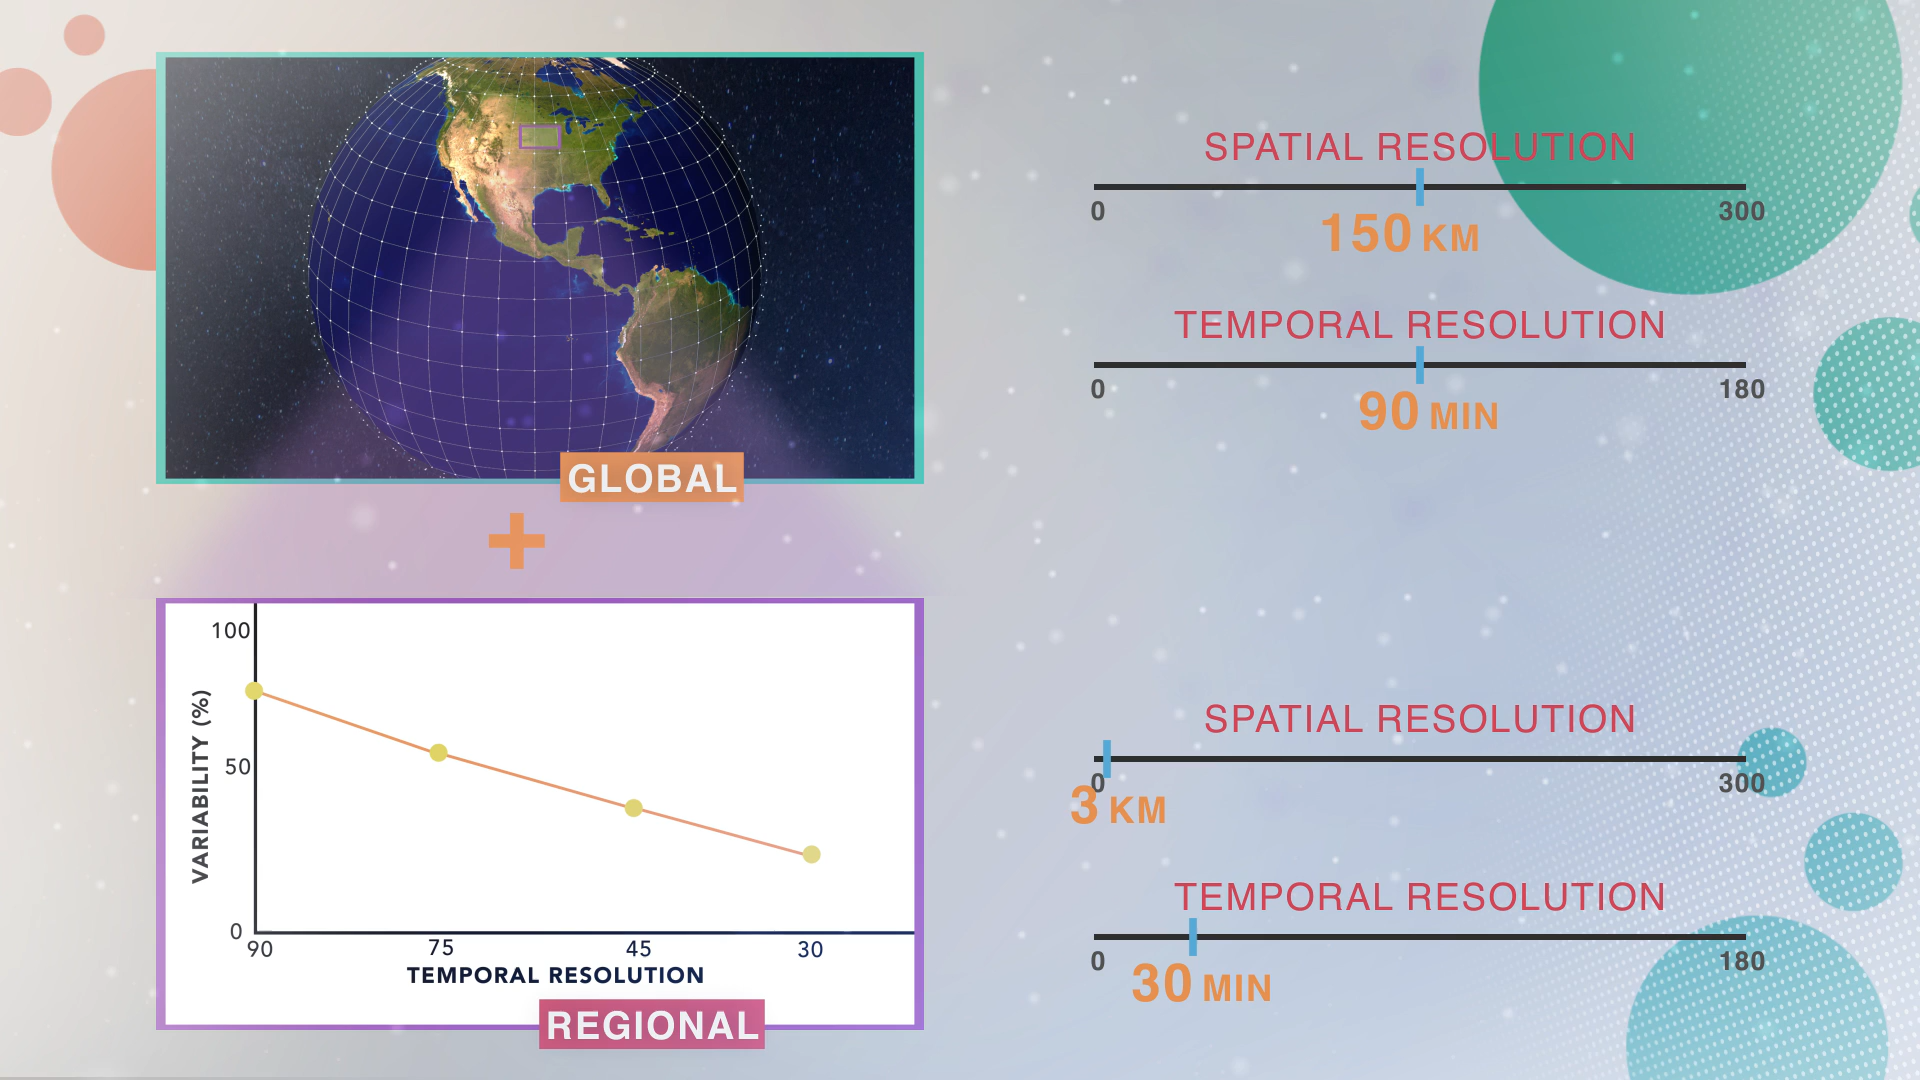 SPATIAL RESOLUTION
0 300
150 KM
TEMPORAL RESOLUTION
0 180
90 MIN
GLOBAL
+
100
50
0
VARIABILITY (%)
90 75 45 30
TEMPORAL RESOLUTION
REGIONAL
SPATIAL RESOLUTION
0 300
3 KM
TEMPORAL RESOLUTION
0 180
30 MIN